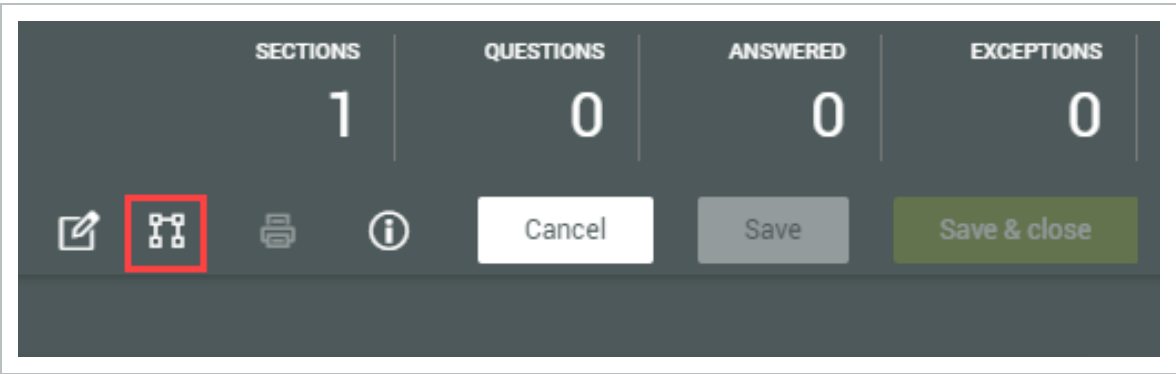 SECTIONS QUESTIONS ANSWERED EXCEPTIONS
1 0 0 0
Cancel Save Save & close